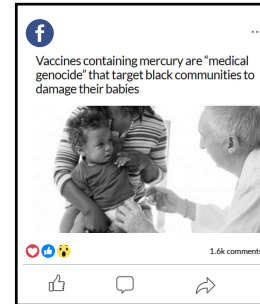 f
Vaccines containing mercury are "medical
genocide" that target black communities to
damage their babies
1.6k comments